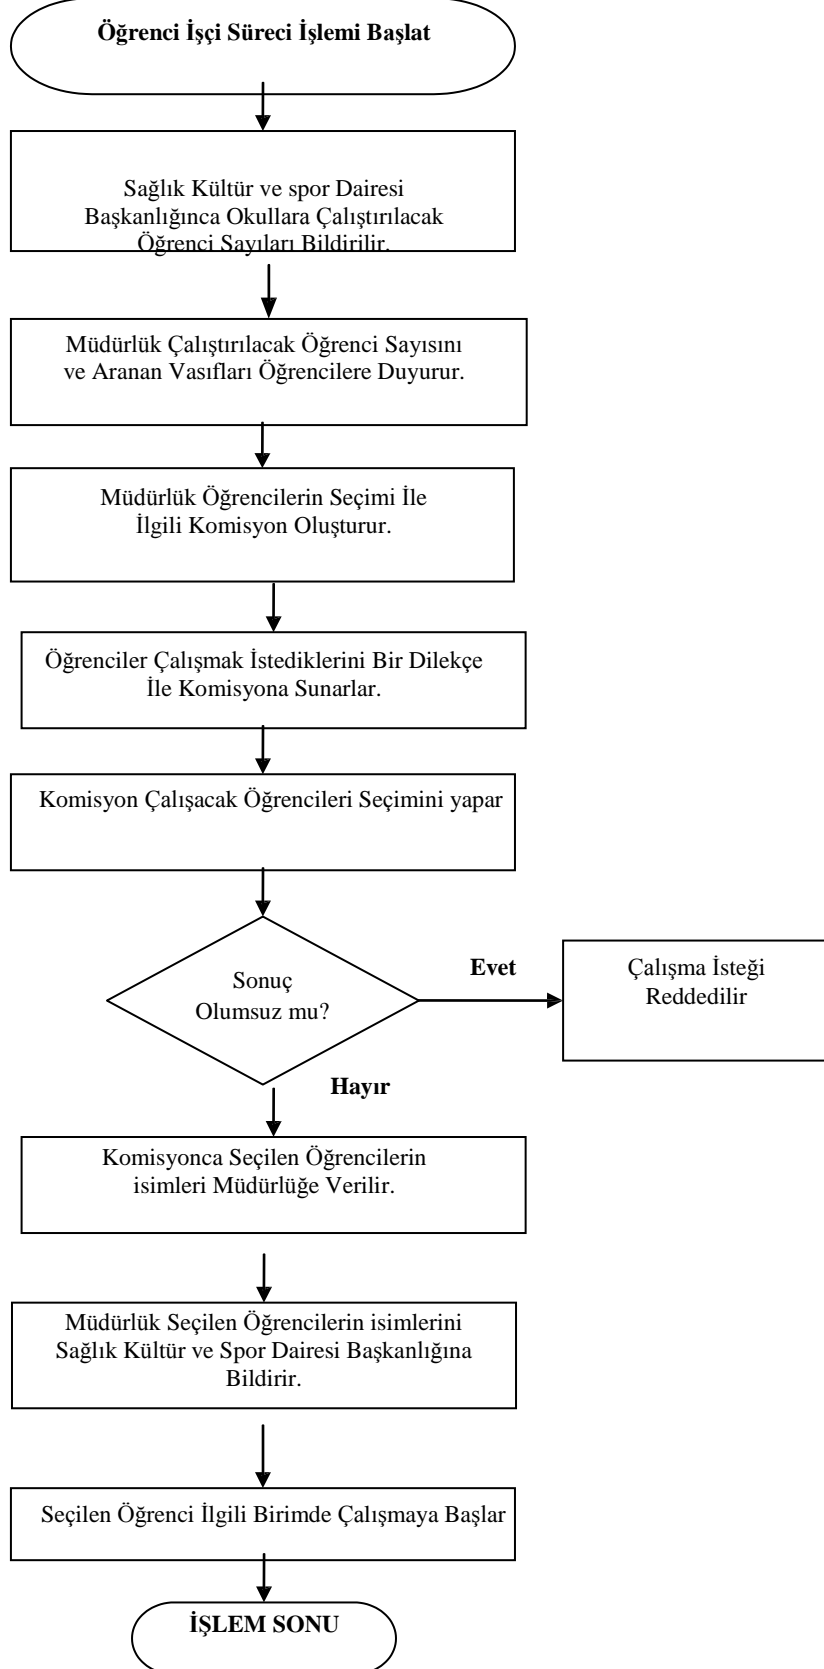 Öğrenci İşçi Süreci İşlemi Başlat
Sağlık Kültür ve spor Dairesi
Başkanlığınca Okullara Çalıştırılacak
Öğrenci Sayıları Bildirilir.
Müdürlük Çalıştırılacak Öğrenci Sayısını
ve Aranan Vasıfları Öğrencilere Duyurur.
Müdürlük Öğrencilerin Seçimi İle
İlgili Komisyon Oluşturur.
Öğrenciler Çalışmak İstediklerini Bir Dilekçe
İle Komisyona Sunarlar.
Komisyon Çalışacak Öğrencileri Seçimini yapar
Sonuç
Olumsuz mu?
Evet
Çalışma İsteği
Reddedilir
Hayır
Komisyonca Seçilen Öğrencilerin
isimleri Müdürlüğe Verilir.
Müdürlük Seçilen Öğrencilerin isimlerini
Sağlık Kültür ve Spor Dairesi Başkanlığına
Bildirir.
Seçilen Öğrenci İlgili Birimde Çalışmaya Başlar
İŞLEM SONU